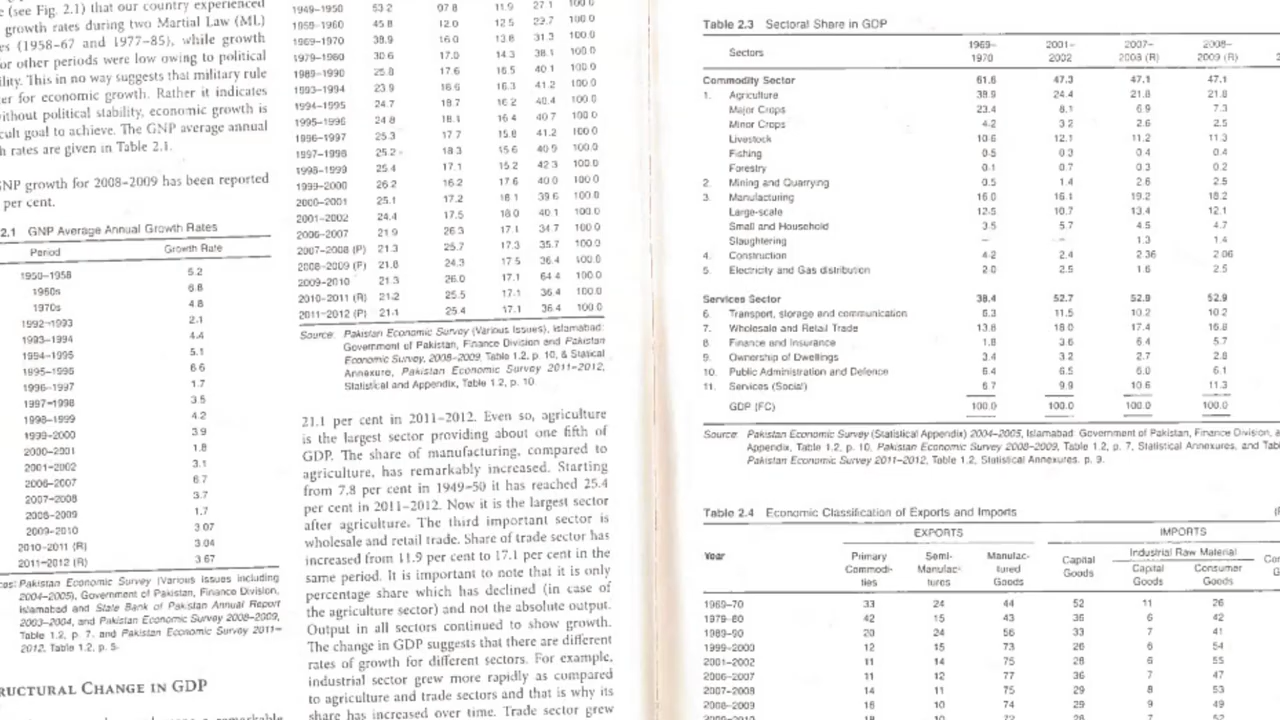 e (see Fig. 2.1) that our country experienced
growth rates during two Martial Law (ML)
es (1958–67 and 1977–85), while growth
or other periods were low owing to political
ility. This in no way suggests that military rule
er for economic growth. Rather it indicates
vithout political stability, economic growth is
cult goal to achieve. The GNP average annual
h rates are given in Table 2.1.
GNP growth for 2008–2009 has been reported
per cent.
2.1 GNP Average Annual Growth Rates
Period Growth Rate
1950–1958 5.2
1960s 6.8
1970s 4.8
1992–1993 2.1
1993–1994 4.4
1994–1995 5.1
1995–1996 6.6
1996–1997 1.7
1997–1998 3.5
1998–1999 4.2
1999–2000 3.9
2000–2001 1.8
2001–2002 3.1
2006–2007 6.7
2007–2008 3.7
2008–2009 1.7
2009–2010 3.07
2010–2011 (R) 3.04
2011–2012 (R) 3.67
ces: Pakistan Economic Survey (Various issues including
2004–2005), Government of Pakistan, Finance Division,
Islamabad and State Bank of Pakistan Annual Report
2003–2004, and Pakistan Economic Survey 2008–2009,
Table 1.2, p. 7. and Pakistan Economic Survey 2011–
2012, Table 1.2, p. 5.
RUCTURAL CHANGE IN GDP
1949–1950 53.2 07.8 11.9 27.1 100.0
1959–1960 45.8 12.0 12.5 23.7 100.0
1969–1970 38.9 16.0 13.8 31.3 100.0
1979–1980 30.6 17.0 14.3 38.1 100.0
1989–1990 25.8 17.6 16.5 40.1 100.0
1993–1994 23.9 18.6 16.3 41.2 100.0
1994–1995 24.7 18.7 16.2 40.4 100.0
1995–1996 24.8 18.1 16.4 40.7 100.0
1996–1997 25.3 17.7 15.8 41.2 100.0
1997–1998 25.2 18.3 15.6 40.9 100.0
1998–1999 25.4 17.1 15.2 42.3 100.0
1999–2000 26.2 16.2 17.6 40.0 100.0
2000–2001 25.1 17.2 18.1 39.6 100.0
2001–2002 24.4 17.5 18.0 40.1 100.0
2006–2007 21.9 26.3 17.1 34.7 100.0
2007–2008 (P) 21.3 25.7 17.3 35.7 100.0
2008–2009 (P) 21.8 24.3 17.5 36.4 100.0
2009–2010 21.3 26.0 17.1 64.4 100.0
2010–2011 (R) 21.2 25.5 17.1 36.4 100.0
2011–2012 (P) 21.1 25.4 17.1 36.4 100.0
Source: Pakistan Economic Survey (Various Issues), Islamabad:
Government of Pakistan, Finance Division and Pakistan
Economic Survey, 2008–2009, Table 1.2, p. 10, & Statical
Annexure, Pakistan Economic Survey 2011–2012,
Statistical and Appendix, Table 1.2, p. 10.
21.1 per cent in 2011–2012. Even so, agriculture
is the largest sector providing about one fifth of
GDP. The share of manufacturing, compared to
agriculture, has remarkably increased. Starting
from 7.8 per cent in 1949–50 it has reached 25.4
per cent in 2011–2012. Now it is the largest sector
after agriculture. The third important sector is
wholesale and retail trade. Share of trade sector has
increased from 11.9 per cent to 17.1 per cent in the
same period. It is important to note that it is only
percentage share which has declined (in case of
the agriculture sector) and not the absolute output.
Output in all sectors continued to show growth.
The change in GDP suggests that there are different
rates of growth for different sectors. For example,
industrial sector grew more rapidly as compared
to agriculture and trade sectors and that is why its
share has increased over time. Trade sector grew
Table 2.3 Sectoral Share in GDP
Sectors 1969–1970 2001–2002 2007–2008 (R) 2008–2009 (R)
Commodity Sector 61.6 47.3 47.1 47.1
1. Agriculture 38.9 24.4 21.8 21.8
Major Crops 23.4 8.1 6.9 7.3
Minor Crops 4.2 3.2 2.6 2.5
Livestock 10.6 12.1 11.2 11.3
Fishing 0.5 0.3 0.4 0.4
Forestry 0.1 0.7 0.3 0.2
2. Mining and Quarrying 0.5 1.4 2.6 2.5
3. Manufacturing 16.0 16.1 19.2 18.2
Large-scale 12.5 10.7 13.4 12.1
Small and Household 3.5 5.7 4.5 4.7
Slaughtering – – 1.3 1.4
4. Construction 4.2 2.4 2.36 2.06
5. Electricity and Gas distribution 2.0 2.5 1.6 2.5
Services Sector 38.4 52.7 52.9 52.9
6. Transport, storage and communication 6.3 11.5 10.2 10.2
7. Wholesale and Retail Trade 13.8 18.0 17.4 16.8
8. Finance and Insurance 1.8 3.6 6.4 5.7
9. Ownership of Dwellings 3.4 3.2 2.7 2.8
10. Public Administration and Defence 6.4 6.5 6.0 6.1
11. Services (Social) 6.7 9.9 10.6 11.3
GDP (FC) 100.0 100.0 100.0 100.0
Source: Pakistan Economic Survey (Statistical Appendix) 2004–2005, Islamabad: Government of Pakistan, Finance Division, a
Appendix, Table 1.2, p. 10, Pakistan Economic Survey 2008–2009, Table 1.2, p. 7, Statistical Annexures, and Tab
Pakistan Economic Survey 2011–2012, Table 1.2, Statistical Annexures. p. 9.
Table 2.4 Economic Classification of Exports and Imports
EXPORTS IMPORTS
Year Primary Commodi-ties Semi-Manufac-tures Manufac-tured Goods Capital Goods Industrial Raw Material Capital Goods Consumer Goods
1969–70 33 24 44 52 11 26
1979–80 42 15 43 36 6 42
1989–90 20 24 56 33 7 41
1999–2000 12 15 73 26 6 54
2001–2002 11 14 75 28 6 55
2006–2007 11 12 77 36 7 47
2007–2008 14 11 75 29 8 53
2008–2009 16 10 74 29 9 49